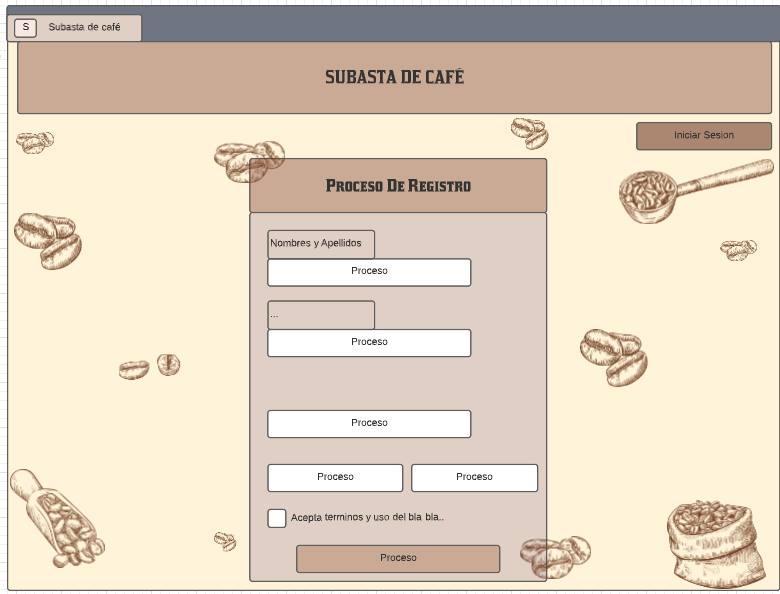 S Subasta de café
SUBASTA DE CAFÉ
Iniciar Sesion
Proceso De Registro
Nombres y Apellidos
Proceso
...
Proceso
Proceso
Proceso Proceso
Acepta terminos y uso del bla bla..
Proceso